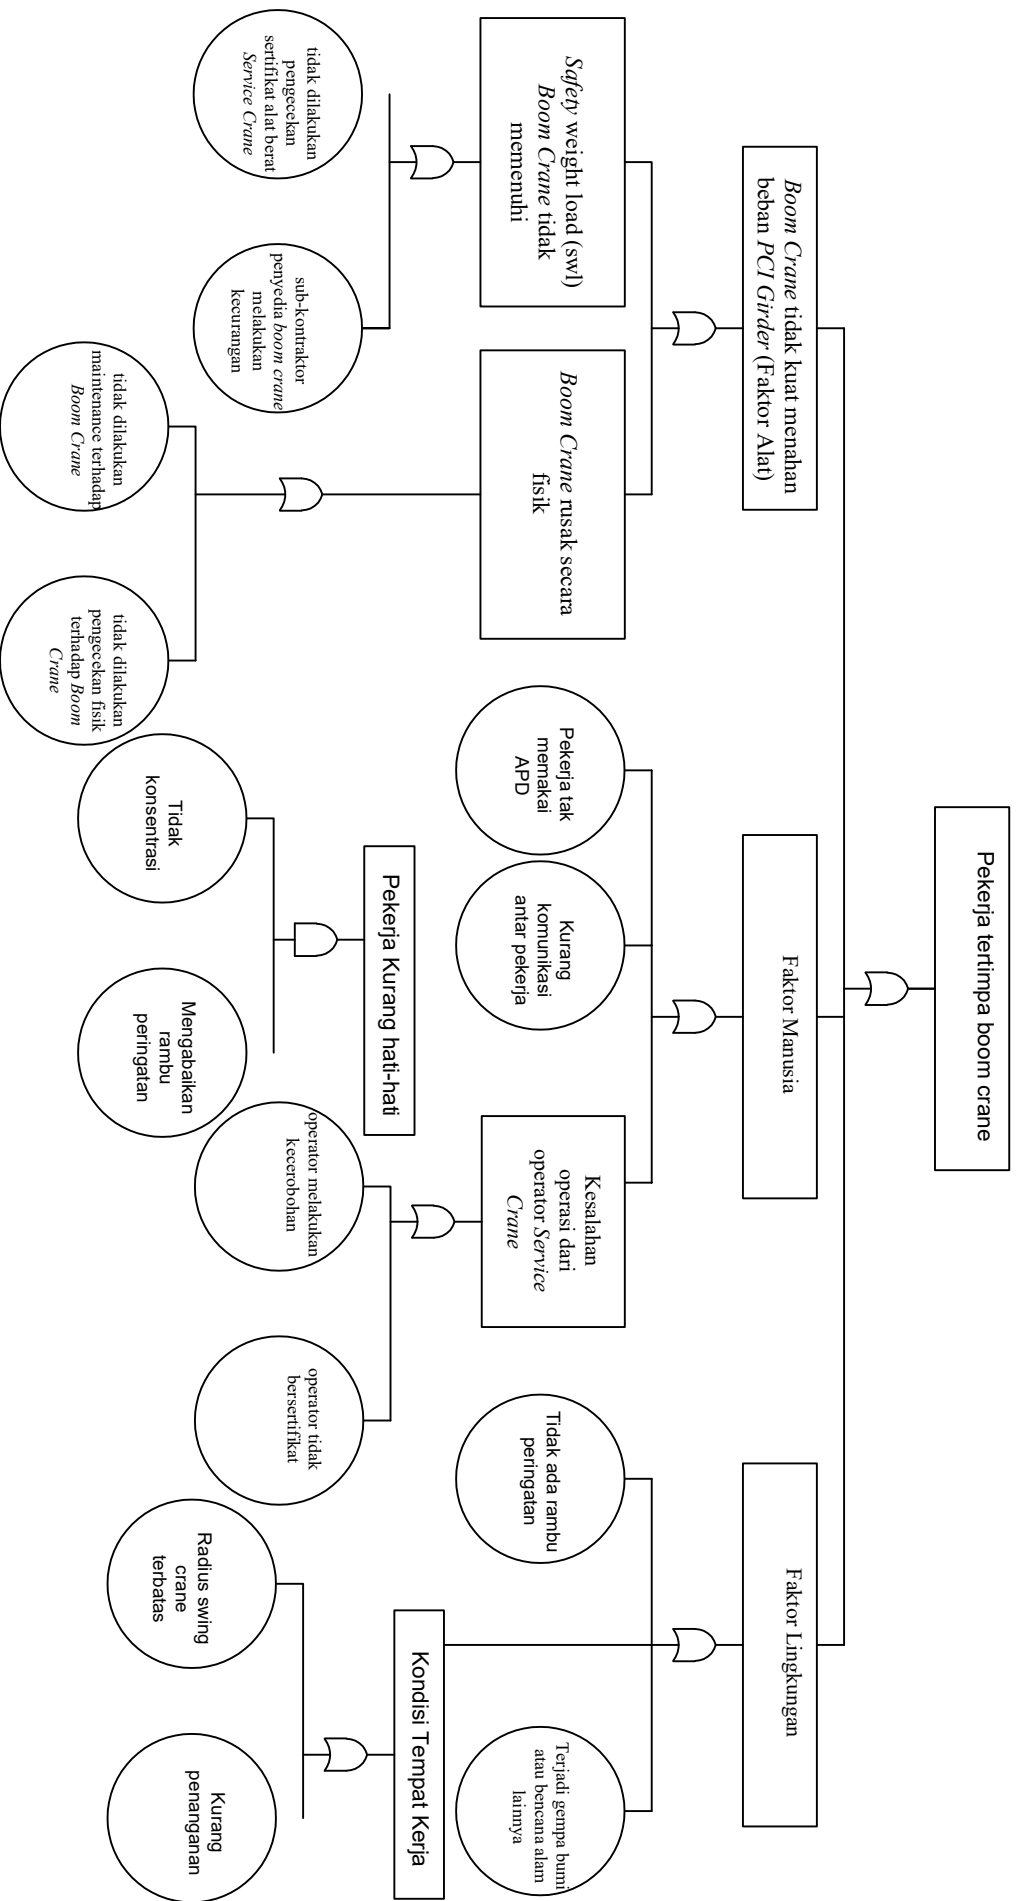 Pekerja tertimpa boom crane
Boom Crane tidak kuat menahan
beban PCI Girder (Faktor Alat)
Faktor Manusia
Faktor Lingkungan
Safety weight load (swl)
Boom Crane tidak
memenuhi
Boom Crane rusak secara
fisik
Pekerja tak
memakai
APD
Kurang
komunikasi
antar pekerja
Kesalahan
operasi dari
operator Service
Crane
Tidak ada rambu
peringatan
Terjadi gempa bumi
atau bencana alam
lainnya
Pekerja Kurang hati-hati
Kondisi Tempat Kerja
tidak dilakukan
pengecekan
sertifikat alat berat
Service Crane
sub-kontraktor
penyedia boom crane
melakukan
kecurangan
operator melakukan
kecerobohan
operator tidak
bersertifikat
Tidak
konsentrasi
Mengabaikan
rambu
peringatan
Radius swing
crane
terbatas
Kurang
penanganan
tidak dilakukan
maintenance terhadap
Boom Crane
tidak dilakukan
pengecekan fisik
terhadap Boom
Crane